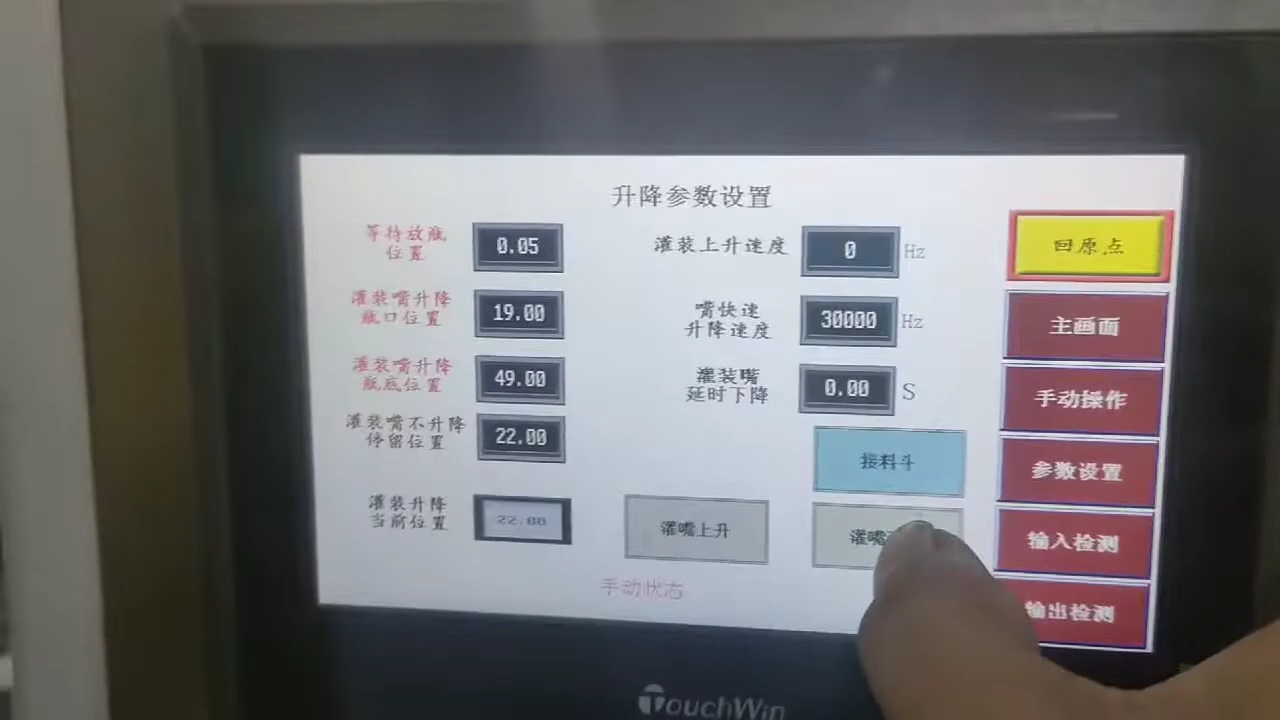 升降参数设置
等待放瓶
位置
0.05
灌装上升速度
0
Hz
回原点
灌装嘴升降
瓶口位置
19.00
嘴快速
升降速度
30000
Hz
主画面
灌装嘴升降
瓶底位置
49.00
灌装嘴
延时下降
0.00
S
手动操作
灌装嘴不升降
停留位置
22.00
接料斗
参数设置
灌装升降
当前位置
22.00
灌嘴上升
灌嘴
输入检测
手动状态
输出检测
TouchWin